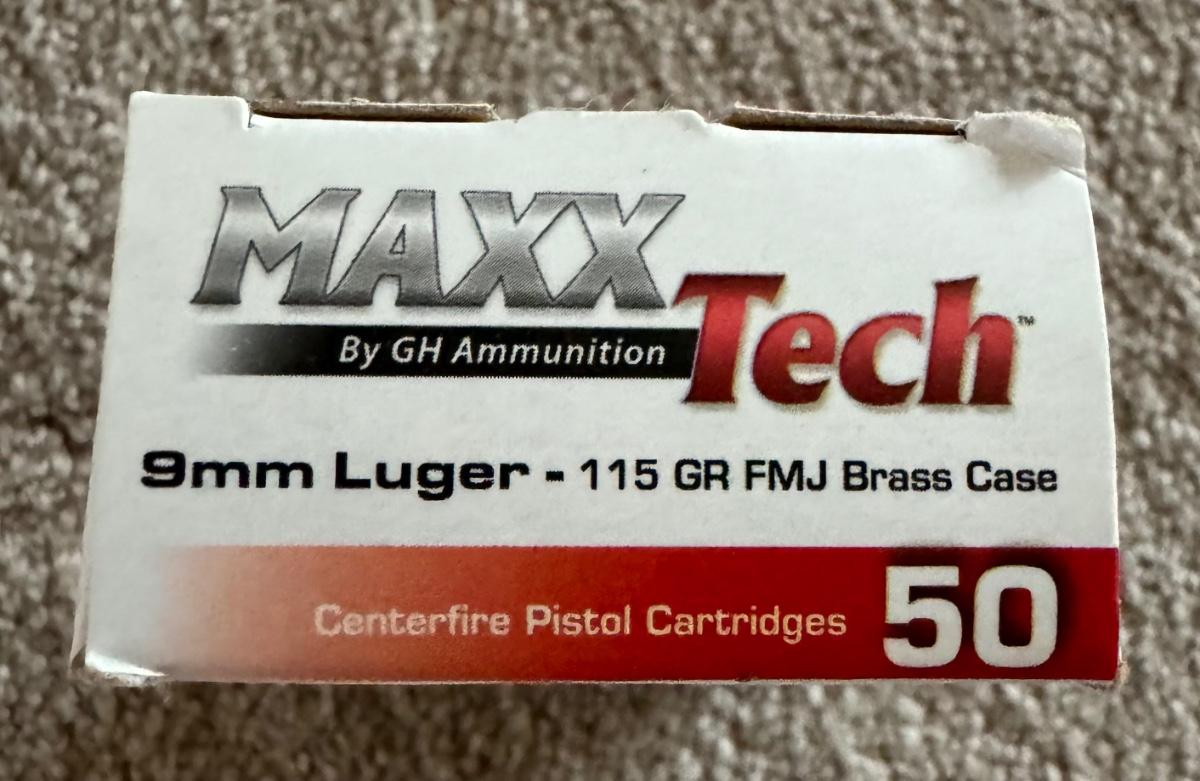 MAXX
Tech™
By GH Ammunition
9mm Luger - 115 GR FMJ Brass Case
Centerfire Pistol Cartridges 50